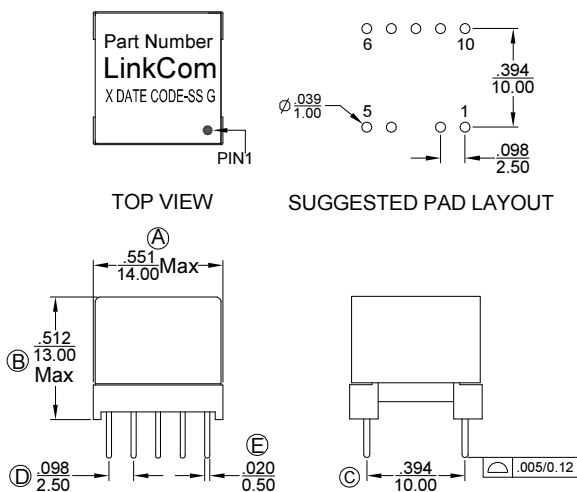 Part Number
LinkCom
X DATE CODE-SS G
PIN1
TOP VIEW
6
10
.394
10.00
Ø .039
1.00
5
1
.098
2.50
SUGGESTED PAD LAYOUT
A
.551
14.00 Max
B
.512
13.00
Max
D
.098
2.50
E
.020
0.50
C
.394
10.00
.005/0.12